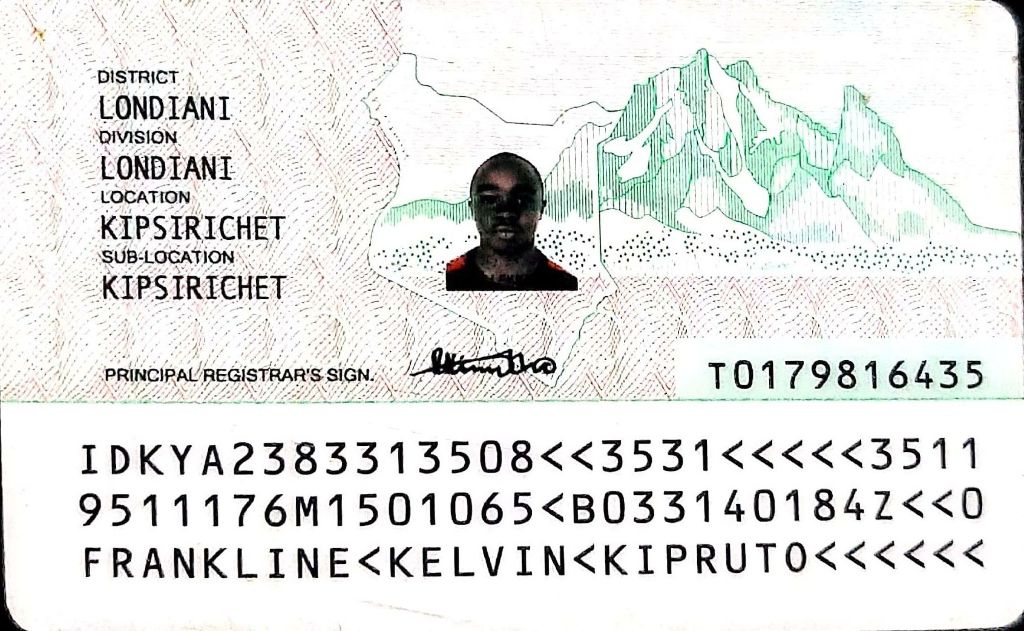 DISTRICT
LONDIANI
DIVISION
LONDIANI
LOCATION
KIPSIRICHET
SUB-LOCATION
KIPSIRICHET
PRINCIPAL REGISTRAR'S SIGN.
T0179816435
IDKYA2383313508<<3531<<<<<3511
9511176M1501065<B033140184Z<<0
FRANKLINE<KELVIN<KIPRUTO<<<<<<